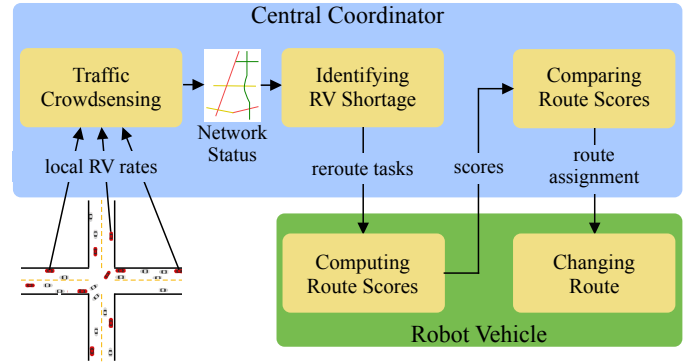 Central Coordinator
Traffic
Crowdsensing
Network
Status
Identifying
RV Shortage
Comparing
Route Scores
local RV rates
reroute tasks
scores
route
assignment
Computing
Route Scores
Changing
Route
Robot Vehicle